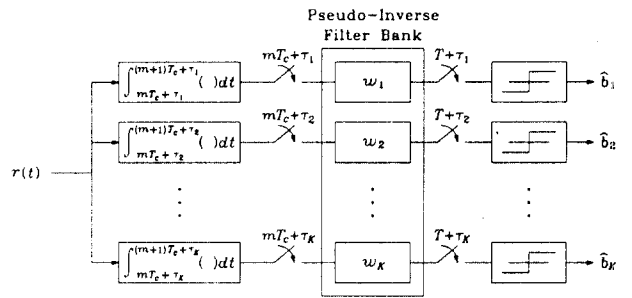 Pseudo-Inverse
Filter Bank
∫_{mT_c+τ_1}^{(m+1)T_c+τ_1} ( )dt
mT_c+τ_1
w_1
T+τ_1
b̂_1
∫_{mT_c+τ_2}^{(m+1)T_c+τ_2} ( )dt
mT_c+τ_2
w_2
T+τ_2
b̂_2
r(t)
∫_{mT_c+τ_K}^{(m+1)T_c+τ_K} ( )dt
mT_c+τ_K
w_K
T+τ_K
b̂_K